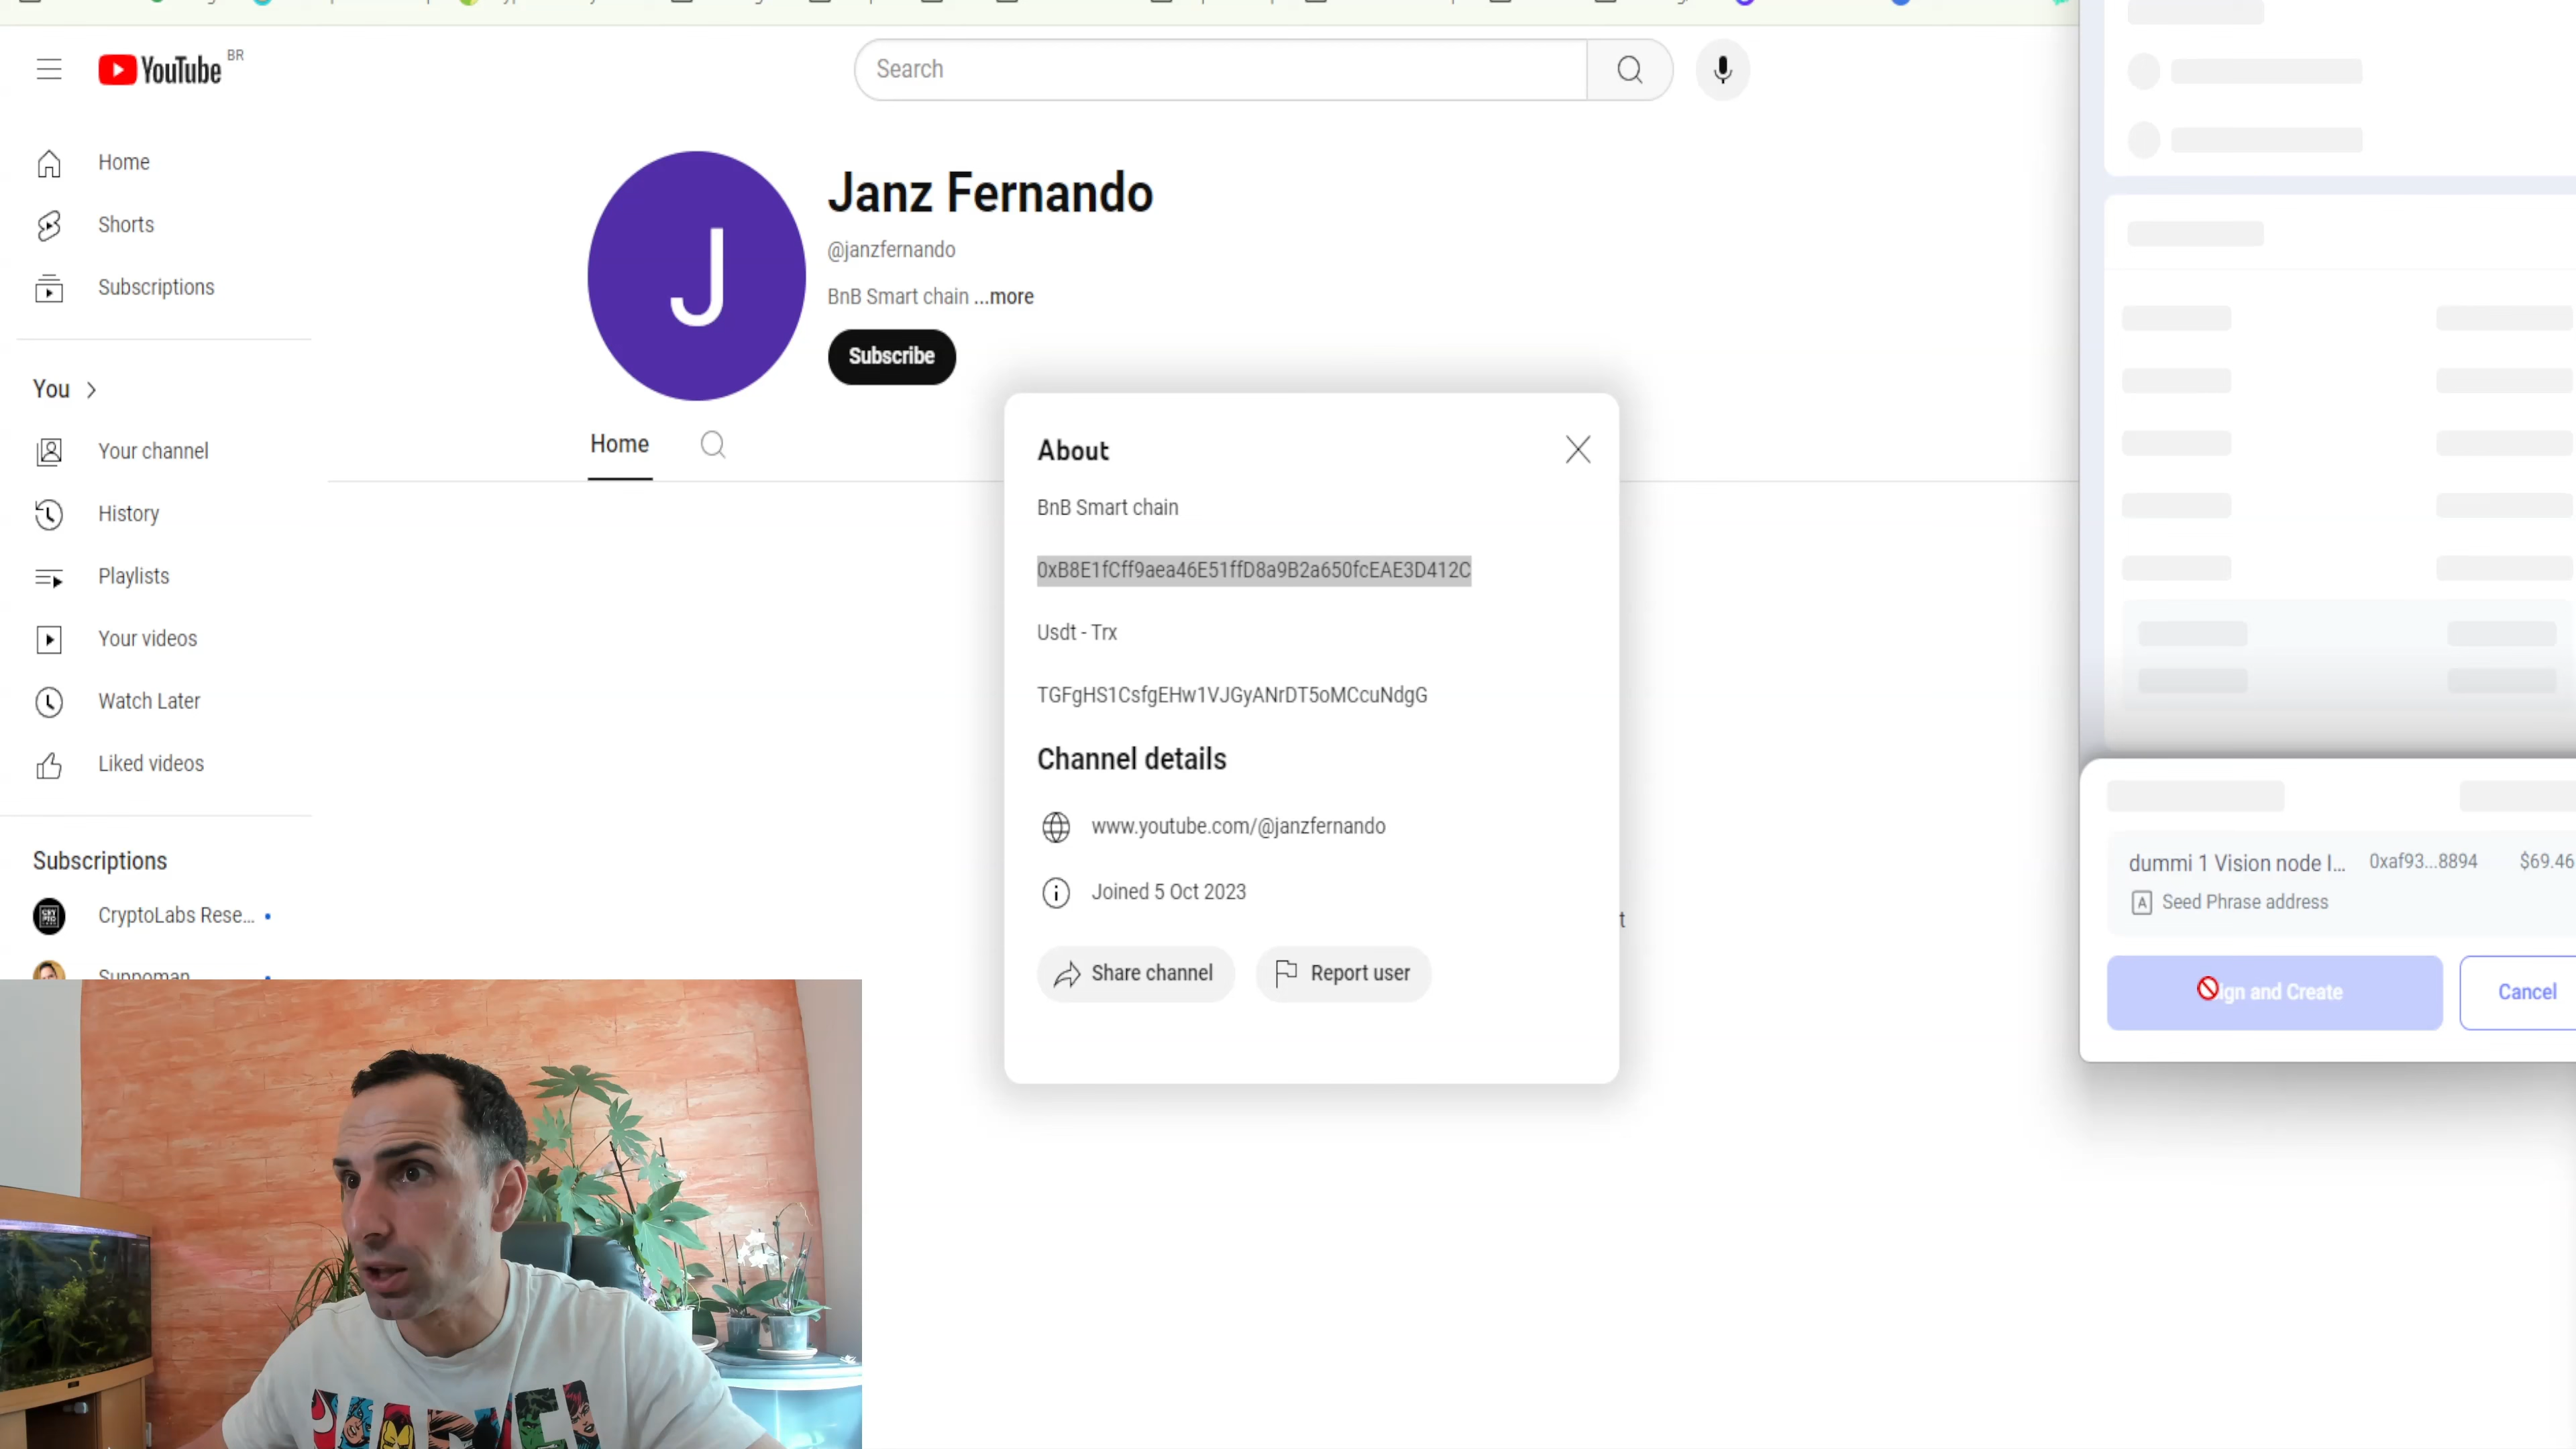 YouTube BR
Search
Home
Shorts
Subscriptions
You
Your channel
History
Playlists
Your videos
Watch Later
Liked videos
Subscriptions
CryptoLabs Rese...
Suppoman
Janz Fernando
@janzfernando
BnB Smart chain ...more
Subscribe
Home
J
About
BnB Smart chain
0xB8E1fCff9aea46E51ffD8a9B2a650fcEAE3D412C
Usdt - Trx
TGFgHS1CsfgEHw1VJGyANrDT5oMCcuNdgG
Channel details
www.youtube.com/@janzfernando
Joined 5 Oct 2023
Share channel
Report user
t
dummi 1 Vision node I... 0xaf93...8894 $69.46
A Seed Phrase address
ign and Create
Cancel
MARVEL